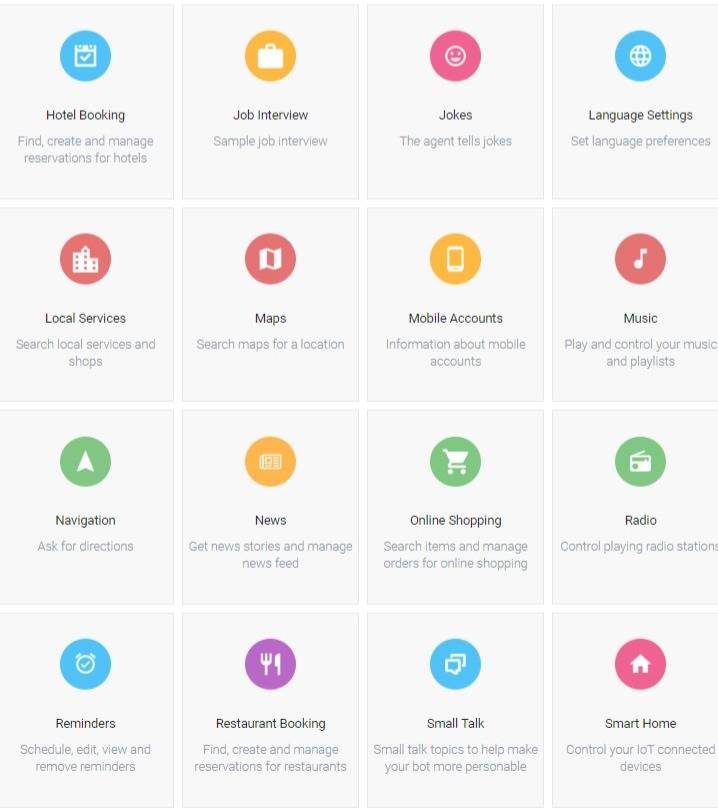 Hotel Booking
Find, create and manage
reservations for hotels
Job Interview
Sample job interview
Jokes
The agent tells jokes
Language Settings
Set language preferences
Local Services
Search local services and
shops
Maps
Search maps for a location
Mobile Accounts
Information about mobile
accounts
Music
Play and control your music
and playlists
Navigation
Ask for directions
News
Get news stories and manage
news feed
Online Shopping
Search items and manage
orders for online shopping
Radio
Control playing radio stations
Reminders
Schedule, edit, view and
remove reminders
Restaurant Booking
Find, create and manage
reservations for restaurants
Small Talk
Small talk topics to help make
your bot more personable
Smart Home
Control your IoT connected
devices